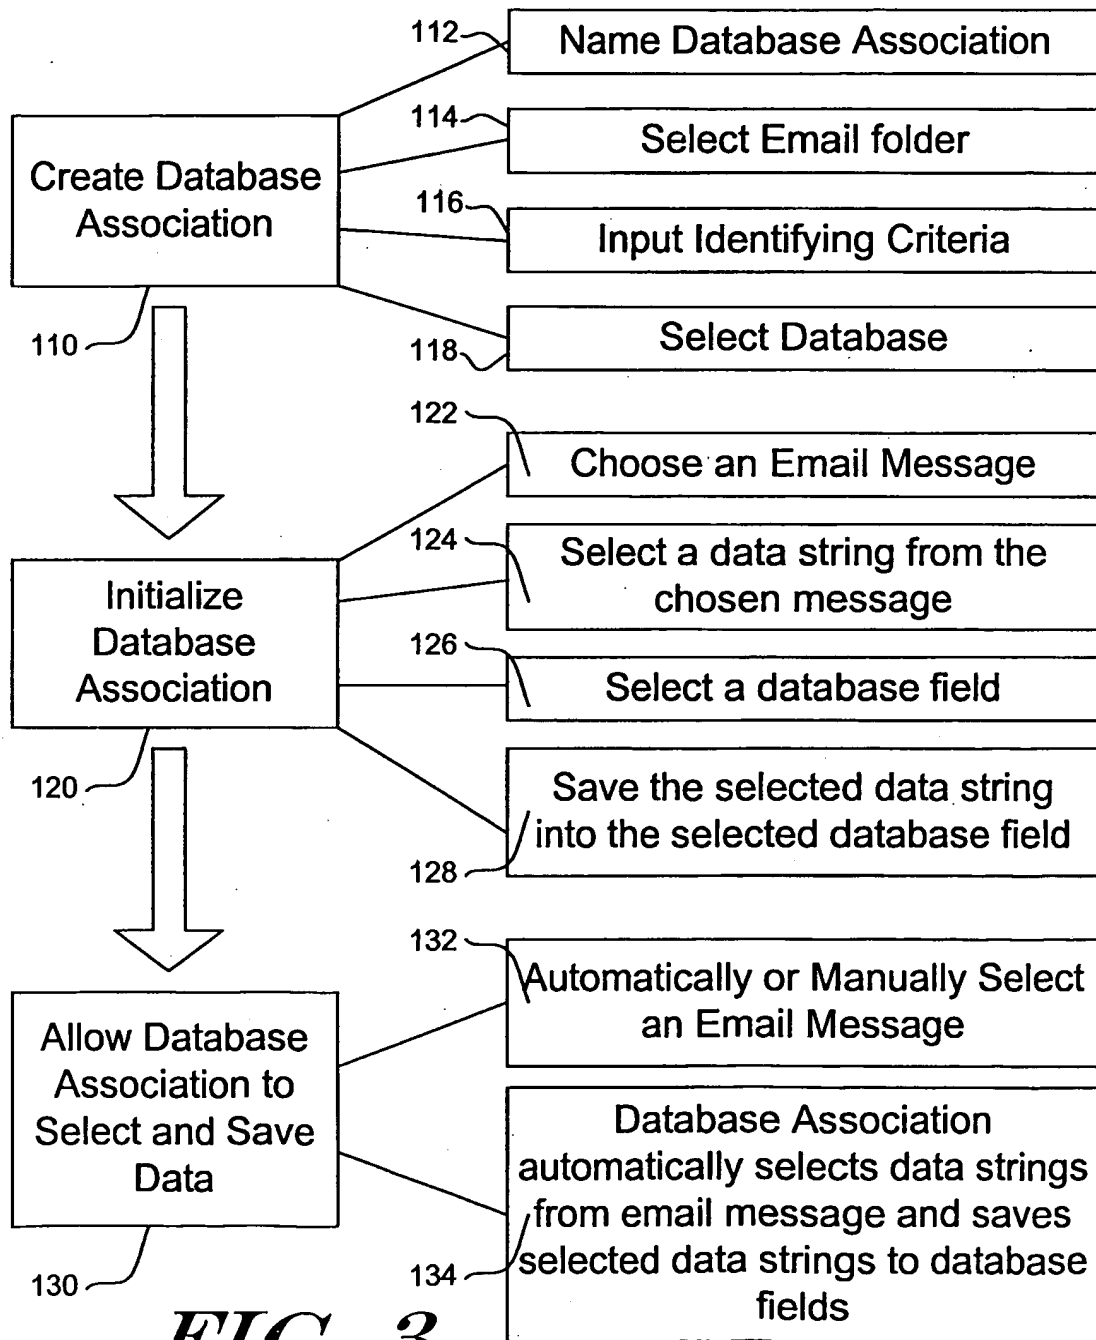 112
Name Database Association
114
Select Email folder
Create Database
Association
116
Input Identifying Criteria
110
118
Select Database
122
Choose an Email Message
124
Select a data string from the
chosen message
Initialize
Database
Association
126
Select a database field
120
Save the selected data string
into the selected database field
128
132
Automatically or Manually Select
an Email Message
Allow Database
Association to
Select and Save
Data
Database Association
automatically selects data strings
from email message and saves
selected data strings to database
fields
130
134
FIG. 3